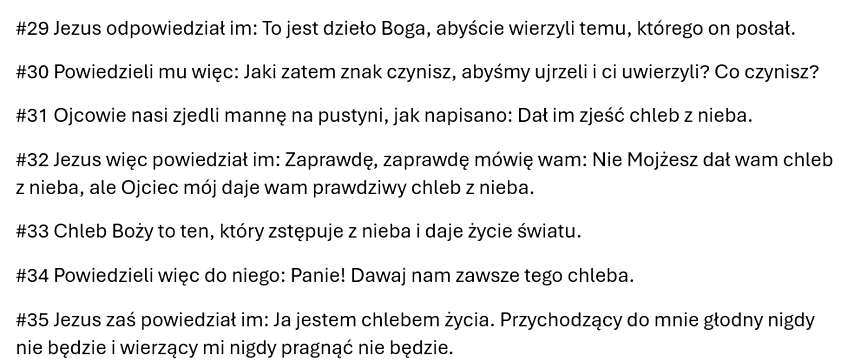 #29 Jezus odpowiedział im: To jest dzieło Boga, abyście wierzyli temu, którego on posłał.
#30 Powiedzieli mu więc: Jaki zatem znak czynisz, abyśmy ujrzeli i ci uwierzyli? Co czynisz?
#31 Ojcowie nasi zjedli mannę na pustyni, jak napisano: Dał im zjeść chleb z nieba.
#32 Jezus więc powiedział im: Zaprawdę, zaprawdę mówię wam: Nie Mojżesz dał wam chleb
z nieba, ale Ojciec mój daje wam prawdziwy chleb z nieba.
#33 Chleb Boży to ten, który zstępuje z nieba i daje życie światu.
#34 Powiedzieli więc do niego: Panie! Dawaj nam zawsze tego chleba.
#35 Jezus zaś powiedział im: Ja jestem chlebem życia. Przychodzący do mnie głodny nigdy
nie będzie i wierzący mi nigdy pragnąć nie będzie.